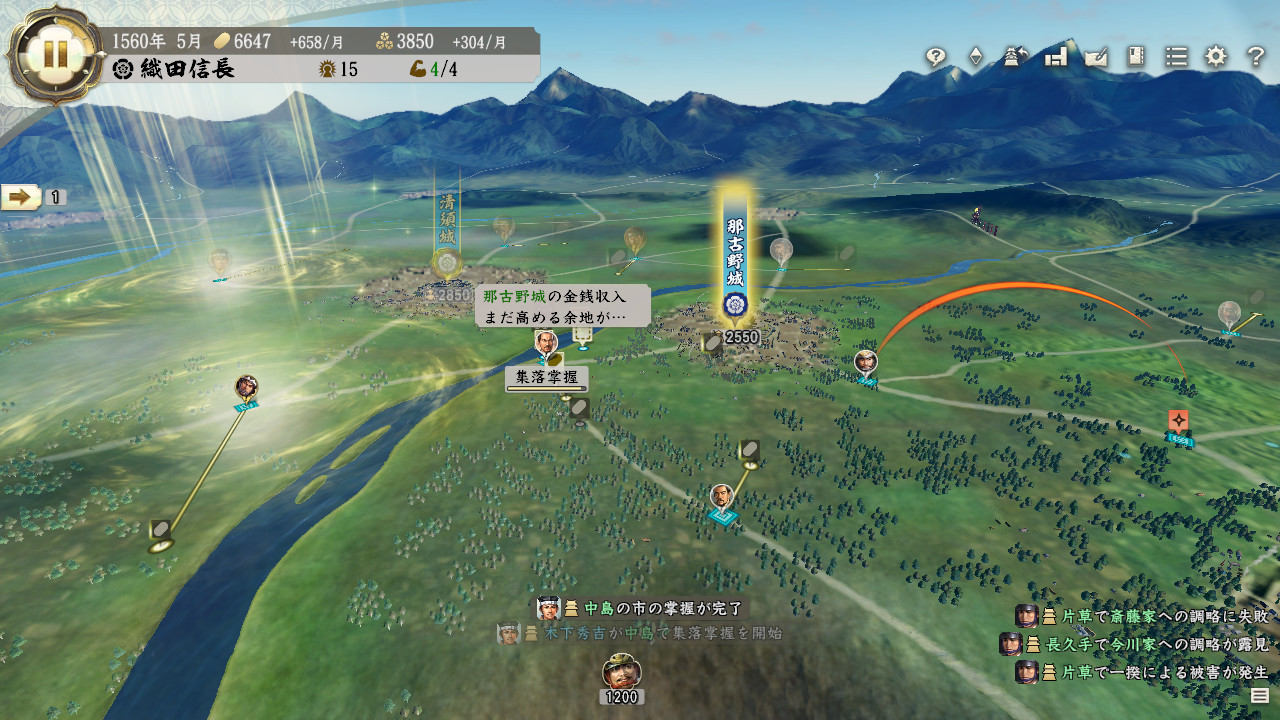 1560年 5月 6647 +658/月 3850 +304/月
織田信長 15 4/4
1
清須城
2850
那古野城
2550
那古野城の金銭収入
まだ高める余地が…
集落掌握
中島の市の掌握が完了
木下秀吉が中島で集落掌握を開始
1200
片草で斎藤家への調略に失敗
長久手で今川家への調略が露見
片草で一揆による被害が発生